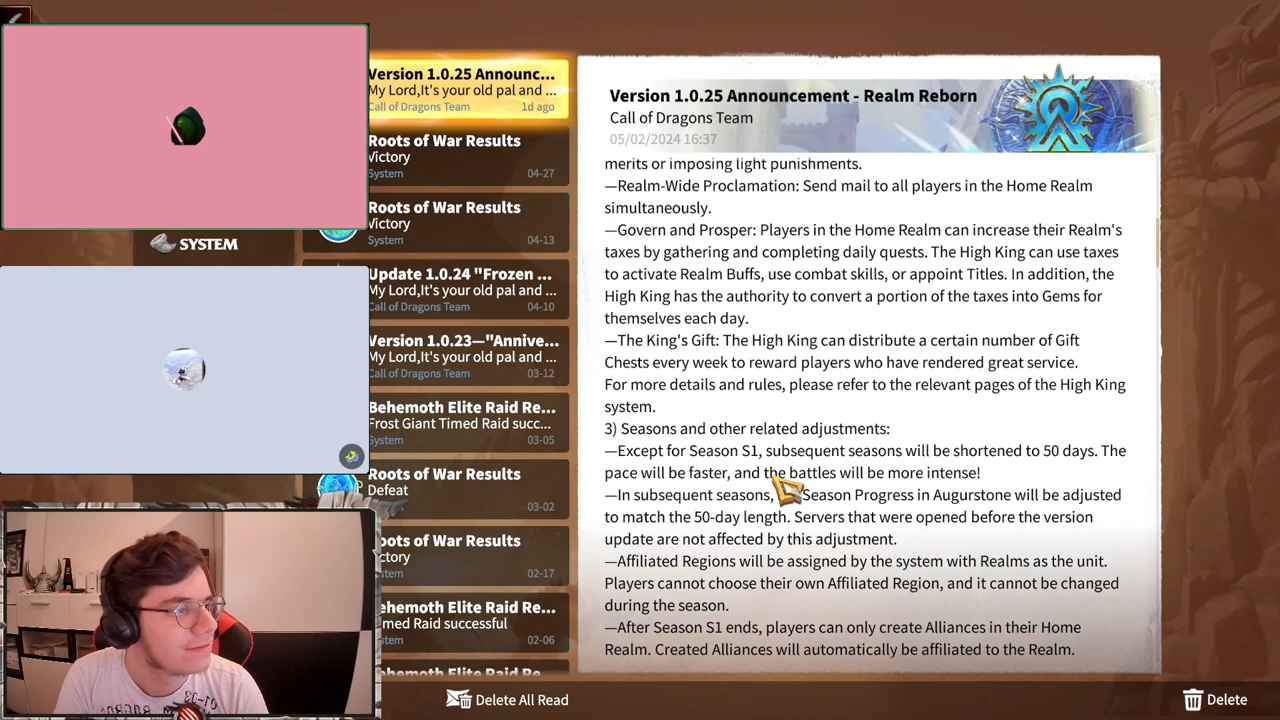 SYSTEM
Version 1.0.25 Announc...
My Lord,It's your old pal and ...
Call of Dragons Team
1d ago
Roots of War Results
Victory
System
04-27
Roots of War Results
Victory
System
04-13
Update 1.0.24 "Frozen ...
My Lord,It's your old pal and ...
Call of Dragons Team
04-10
Version 1.0.23—"Annive...
My Lord,It's your old pal and ...
Call of Dragons Team
03-12
Behemoth Elite Raid Re...
Frost Giant Timed Raid succ...
System
03-05
Roots of War Results
Defeat
03-02
oots of War Results
ctory
stem
02-17
ehemoth Elite Raid Re...
med Raid successful
stem
02-06
ehemoth Elite Raid Re...
Delete All Read
Version 1.0.25 Announcement - Realm Reborn
Call of Dragons Team
05/02/2024 16:37
merits or imposing light punishments.
—Realm-Wide Proclamation: Send mail to all players in the Home Realm
simultaneously.
—Govern and Prosper: Players in the Home Realm can increase their Realm's
taxes by gathering and completing daily quests. The High King can use taxes
to activate Realm Buffs, use combat skills, or appoint Titles. In addition, the
High King has the authority to convert a portion of the taxes into Gems for
themselves each day.
—The King's Gift: The High King can distribute a certain number of Gift
Chests every week to reward players who have rendered great service.
For more details and rules, please refer to the relevant pages of the High King
system.
3) Seasons and other related adjustments:
—Except for Season S1, subsequent seasons will be shortened to 50 days. The
pace will be faster, and the battles will be more intense!
—In subsequent seasons, Season Progress in Augurstone will be adjusted
to match the 50-day length. Servers that were opened before the version
update are not affected by this adjustment.
—Affiliated Regions will be assigned by the system with Realms as the unit.
Players cannot choose their own Affiliated Region, and it cannot be changed
during the season.
—After Season S1 ends, players can only create Alliances in their Home
Realm. Created Alliances will automatically be affiliated to the Realm.
Delete